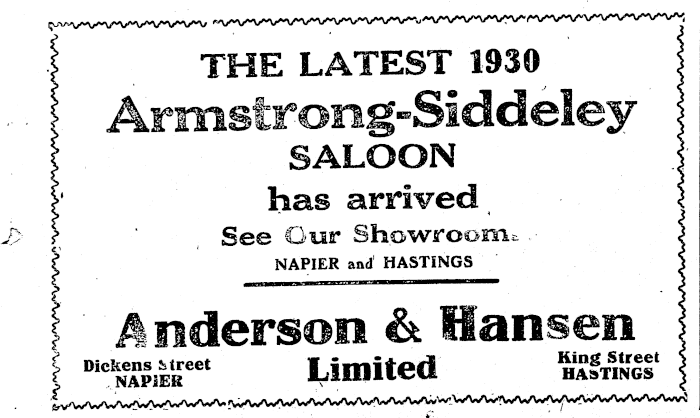 THE LATEST 1930
Armstrong-Siddeley
SALOON
has arrived
See Our Showrooms
NAPIER and HASTINGS
Anderson & Hansen
Limited
Dickens Street
NAPIER
King Street
HASTINGS